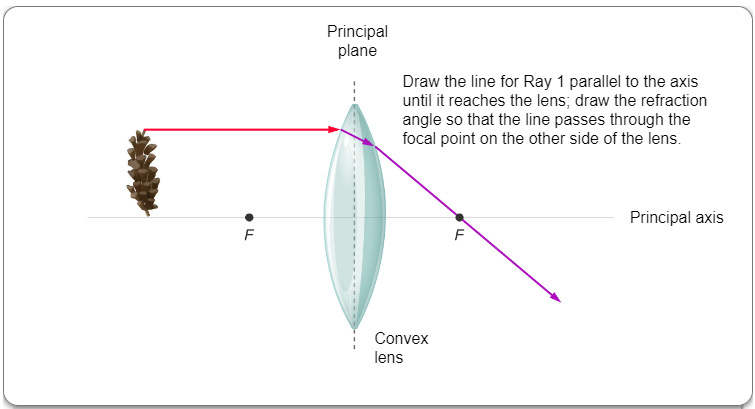 Principal
plane
Draw the line for Ray 1 parallel to the axis
until it reaches the lens; draw the refraction
angle so that the line passes through the
focal point on the other side of the lens.
Principal axis
F
F
Convex
lens